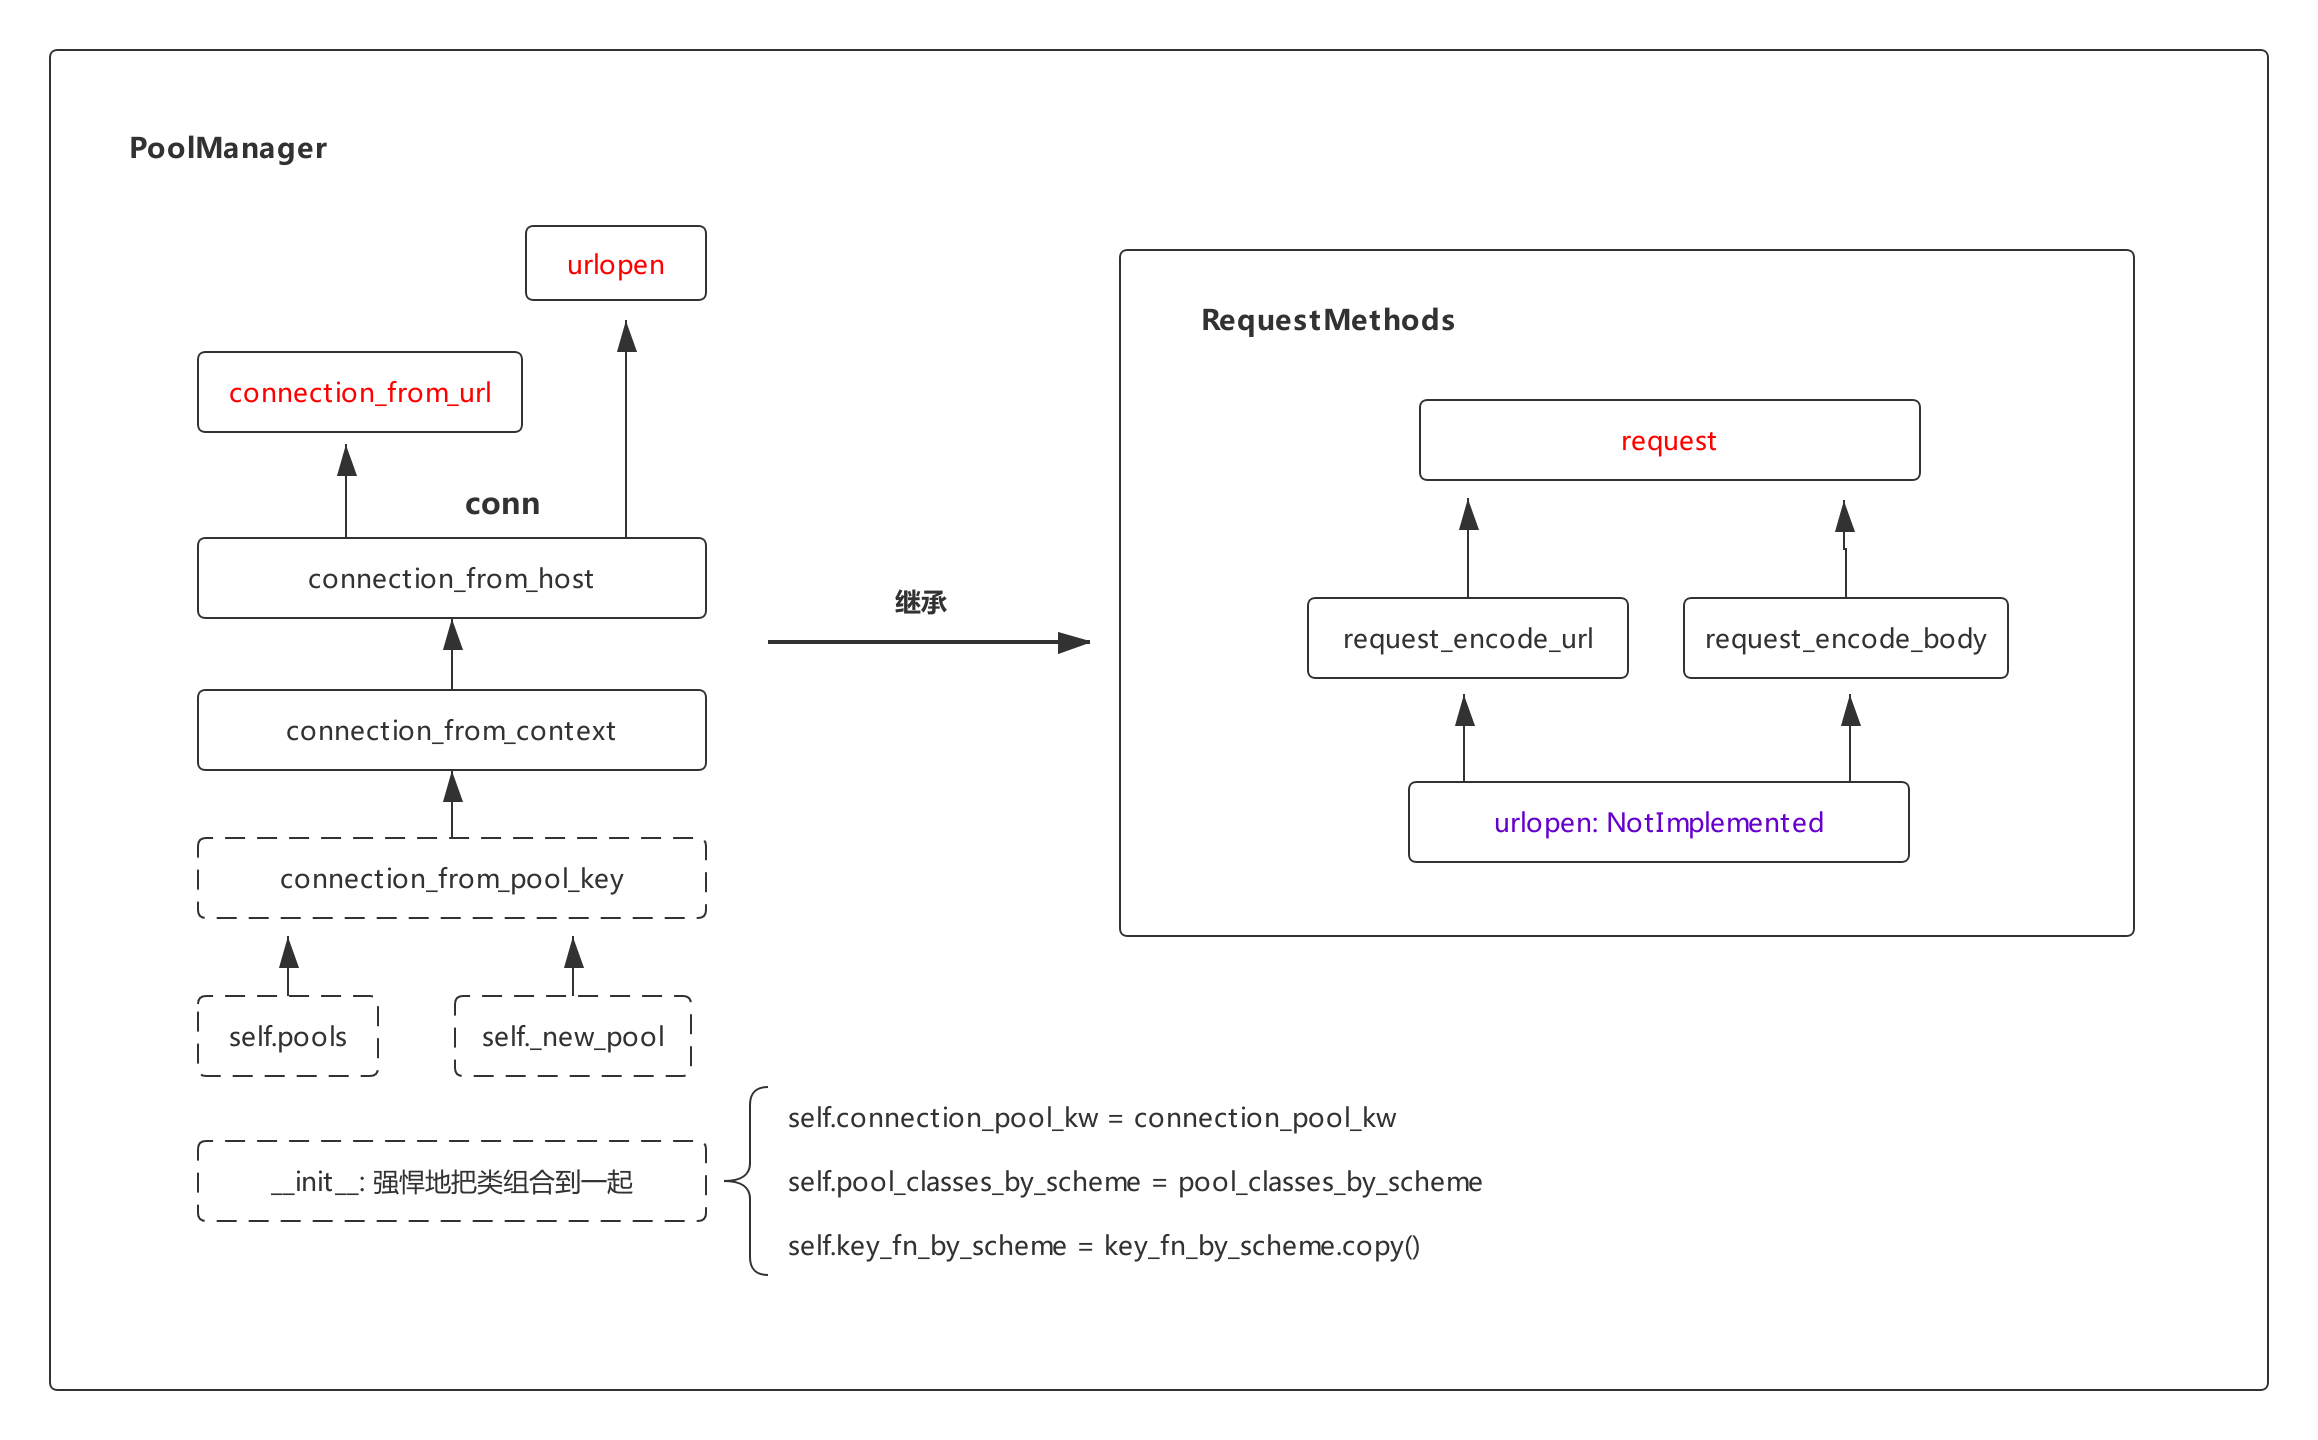 PoolManager
urlopen
connection_from_url
conn
connection_from_host
connection_from_context
connection_from_pool_key
self.pools
self._new_pool
__init__: 强悍地把类组合到一起
self.connection_pool_kw = connection_pool_kw
self.pool_classes_by_scheme = pool_classes_by_scheme
self.key_fn_by_scheme = key_fn_by_scheme.copy()
继承
RequestMethods
request
request_encode_url
request_encode_body
urlopen: NotImplemented